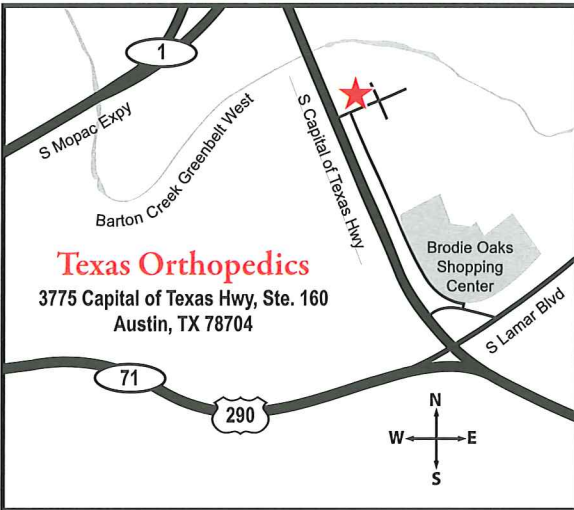 1
S Mopac Expy
Barton Creek Greenbelt West
S Capital of Texas Hwy
Brodie Oaks
Shopping
Center
Texas Orthopedics
3775 Capital of Texas Hwy, Ste. 160
Austin, TX 78704
S Lamar Blvd
71
290
N
W
E
S